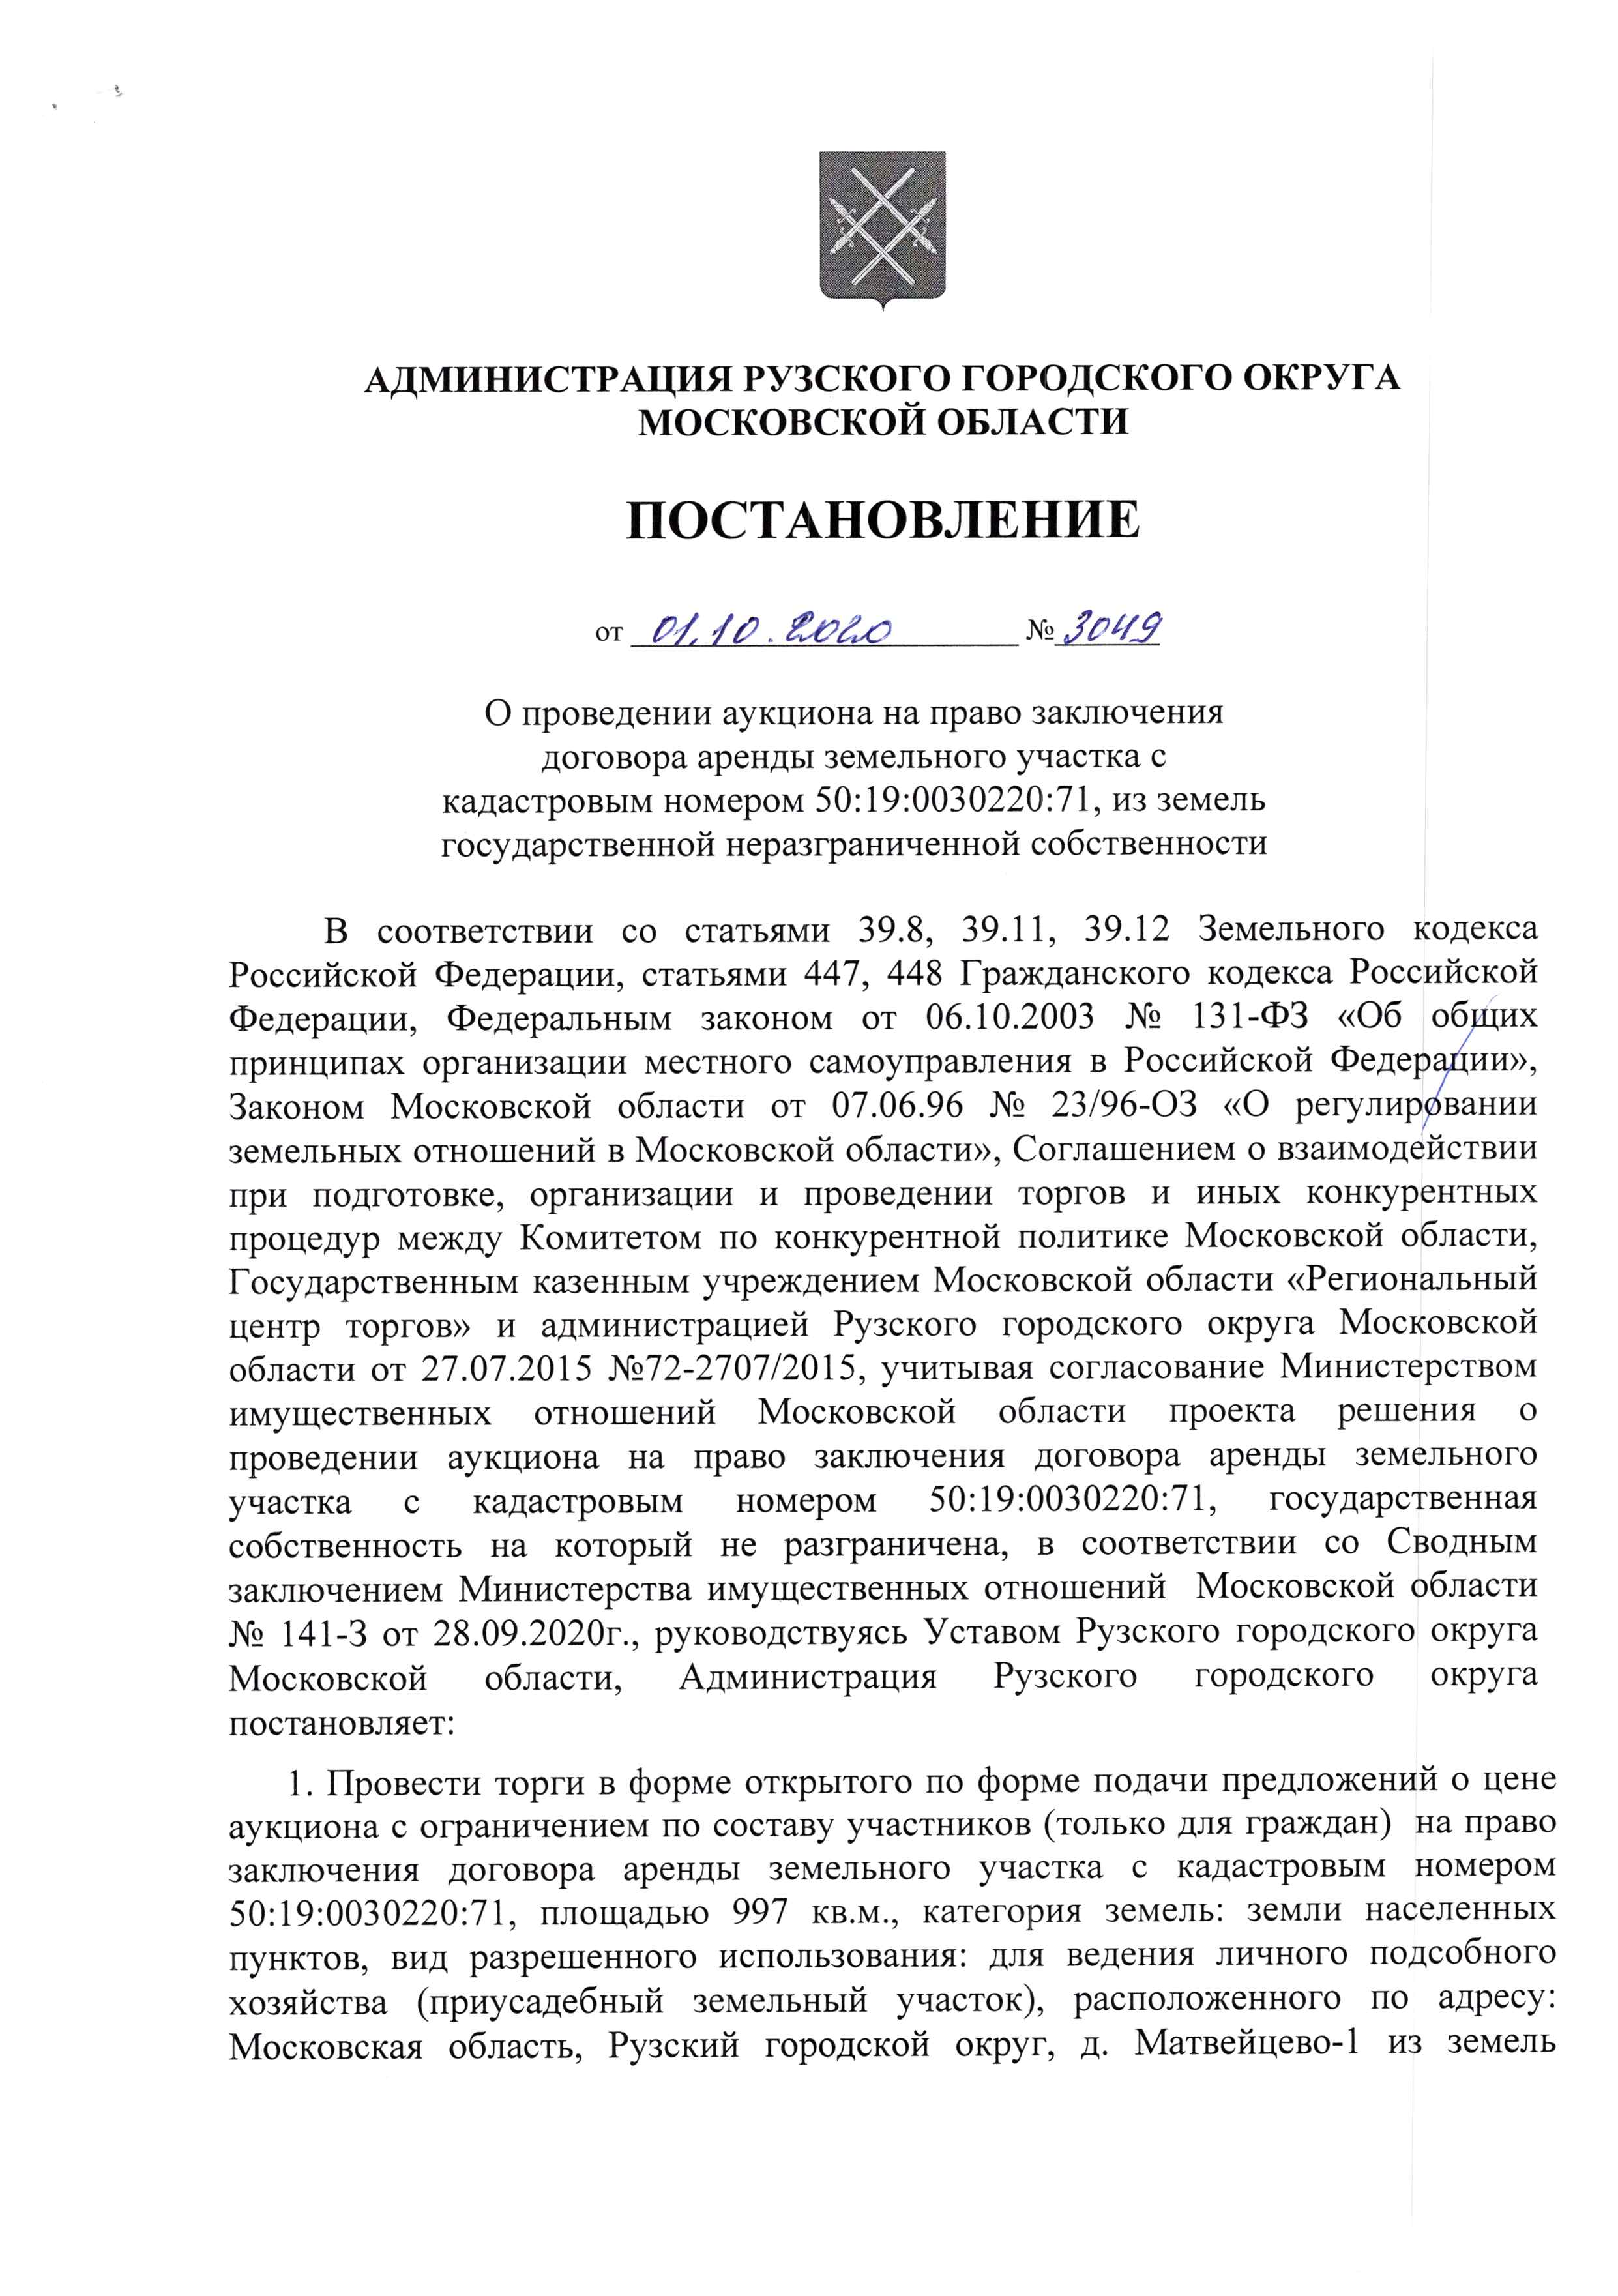 АДМИНИСТРАЦИЯ РУЗСКОГО ГОРОДСКОГО ОКРУГА
МОСКОВСКОЙ ОБЛАСТИ
ПОСТАНОВЛЕНИЕ
от 01.10.2020 № 3049
О проведении аукциона на право заключения
договора аренды земельного участка с
кадастровым номером 50:19:0030220:71, из земель
государственной неразграниченной собственности
В соответствии со статьями 39.8, 39.11, 39.12 Земельного кодекса
Российской Федерации, статьями 447, 448 Гражданского кодекса Российской
Федерации, Федеральным законом от 06.10.2003 № 131-ФЗ «Об общих
принципах организации местного самоуправления в Российской Федерации»,
Законом Московской области от 07.06.96 № 23/96-ОЗ «О регулировании
земельных отношений в Московской области», Соглашением о взаимодействии
при подготовке, организации и проведении торгов и иных конкурентных
процедур между Комитетом по конкурентной политике Московской области,
Государственным казенным учреждением Московской области «Региональный
центр торгов» и администрацией Рузского городского округа Московской
области от 27.07.2015 №72-2707/2015, учитывая согласование Министерством
имущественных отношений Московской области проекта решения о
проведении аукциона на право заключения договора аренды земельного
участка с кадастровым номером 50:19:0030220:71, государственная
собственность на который не разграничена, в соответствии со Сводным
заключением Министерства имущественных отношений Московской области
№ 141-З от 28.09.2020г., руководствуясь Уставом Рузского городского округа
Московской области, Администрация Рузского городского округа
постановляет:
1. Провести торги в форме открытого по форме подачи предложений о цене
аукциона с ограничением по составу участников (только для граждан) на право
заключения договора аренды земельного участка с кадастровым номером
50:19:0030220:71, площадью 997 кв.м., категория земель: земли населенных
пунктов, вид разрешенного использования: для ведения личного подсобного
хозяйства (приусадебный земельный участок), расположенного по адресу:
Московская область, Рузский городской округ, д. Матвейцево-1 из земель